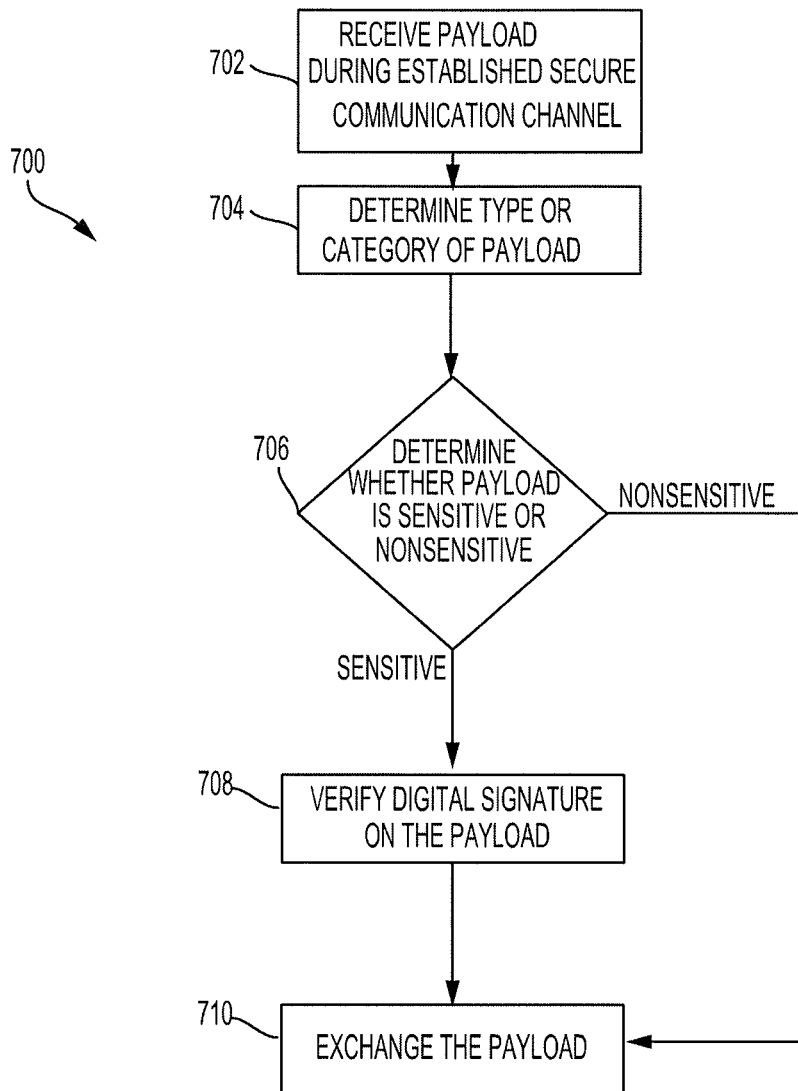 702
RECEIVE PAYLOAD
DURING ESTABLISHED SECURE
COMMUNICATION CHANNEL
700
704
DETERMINE TYPE OR
CATEGORY OF PAYLOAD
706
DETERMINE
WHETHER PAYLOAD
IS SENSITIVE OR
NONSENSITIVE
NONSENSITIVE
SENSITIVE
708
VERIFY DIGITAL SIGNATURE
ON THE PAYLOAD
710
EXCHANGE THE PAYLOAD